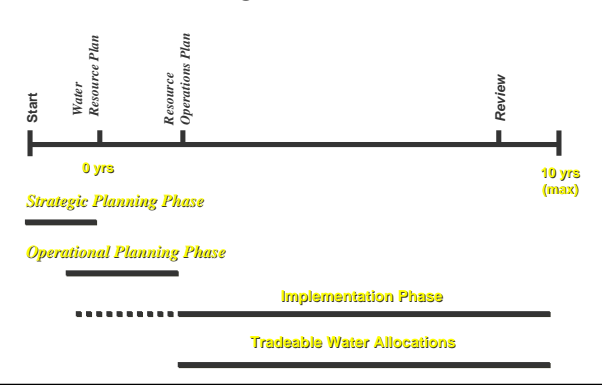 Start
Water
Resource Plan
Resource
Operations Plan
Review
0 yrs
10 yrs
(max)
Strategic Planning Phase
Operational Planning Phase
Implementation Phase
Tradeable Water Allocations